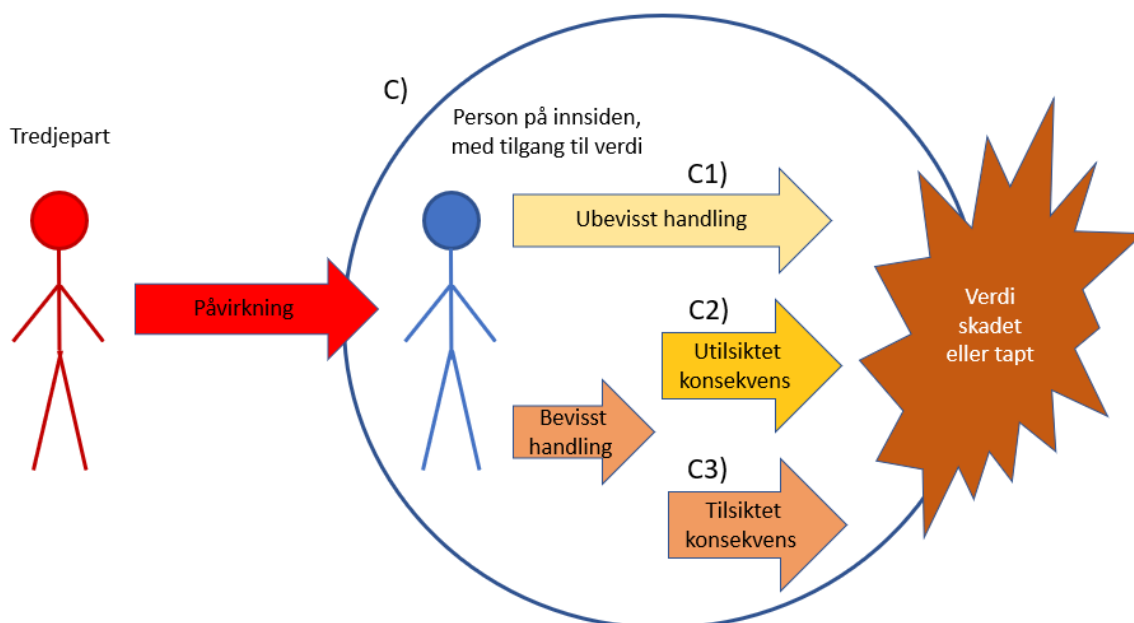 C)
Tredjepart
Person på innsiden,
med tilgang til verdi
C1)
Ubevisst handling
Påvirkning
C2)
Utilsiktet
konsekvens
Bevisst
handling
C3)
Tilsiktet
konsekvens
Verdi
skadet
eller tapt